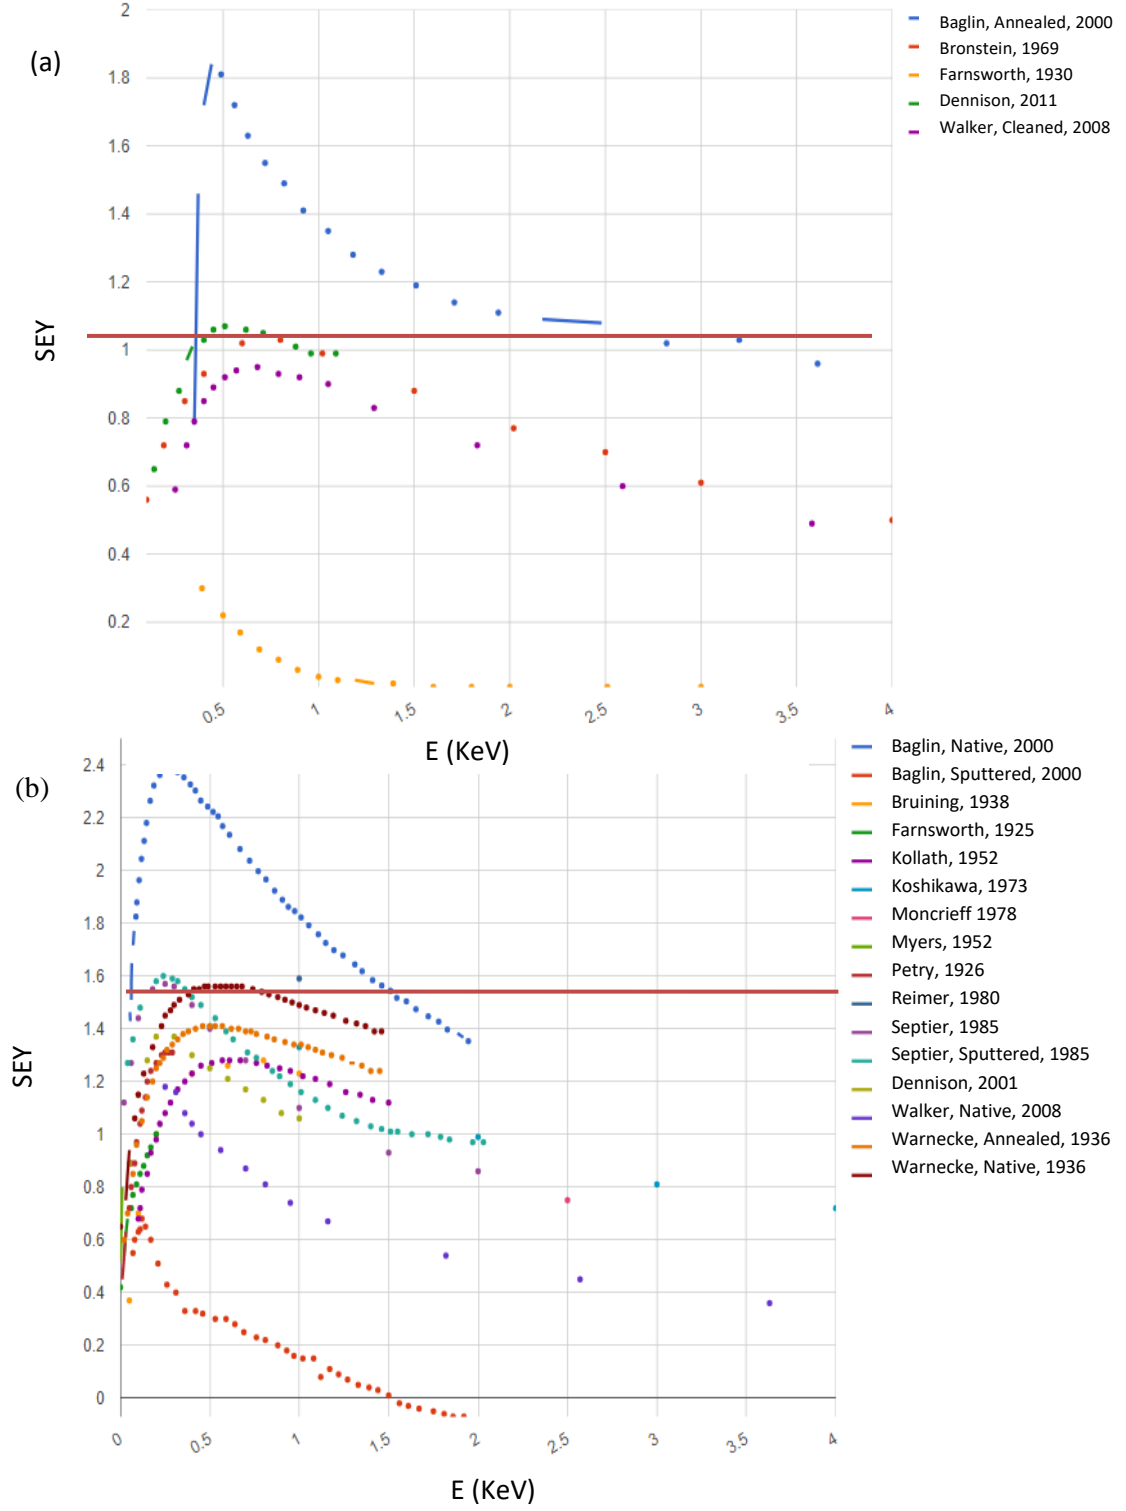 (a)
SEY
2
1.8
1.6
1.4
1.2
1
0.8
0.6
0.4
0.2
0.5
1
1.5
2
2.5
3
3.5
4
E (KeV)
Baglin, Annealed, 2000
Bronstein, 1969
Farnsworth, 1930
Dennison, 2011
Walker, Cleaned, 2008
(b)
SEY
2.4
2.2
2
1.8
1.6
1.4
1.2
1
0.8
0.6
0.4
0.2
0
0
0.5
1
1.5
2
2.5
3
3.5
4
E (KeV)
Baglin, Native, 2000
Baglin, Sputtered, 2000
Bruining, 1938
Farnsworth, 1925
Kollath, 1952
Koshikawa, 1973
Moncrieff 1978
Myers, 1952
Petry, 1926
Reimer, 1980
Septier, 1985
Septier, Sputtered, 1985
Dennison, 2001
Walker, Native, 2008
Warnecke, Annealed, 1936
Warnecke, Native, 1936